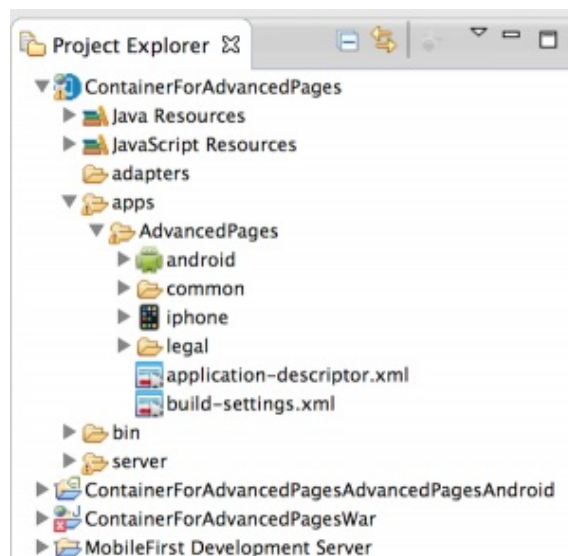 Project Explorer
ContainerForAdvancedPages
Java Resources
JavaScript Resources
adapters
apps
AdvancedPages
android
common
iphone
legal
application-descriptor.xml
build-settings.xml
bin
server
ContainerForAdvancedPagesAdvancedPagesAndroid
ContainerForAdvancedPagesWar
MobileFirst Development Server